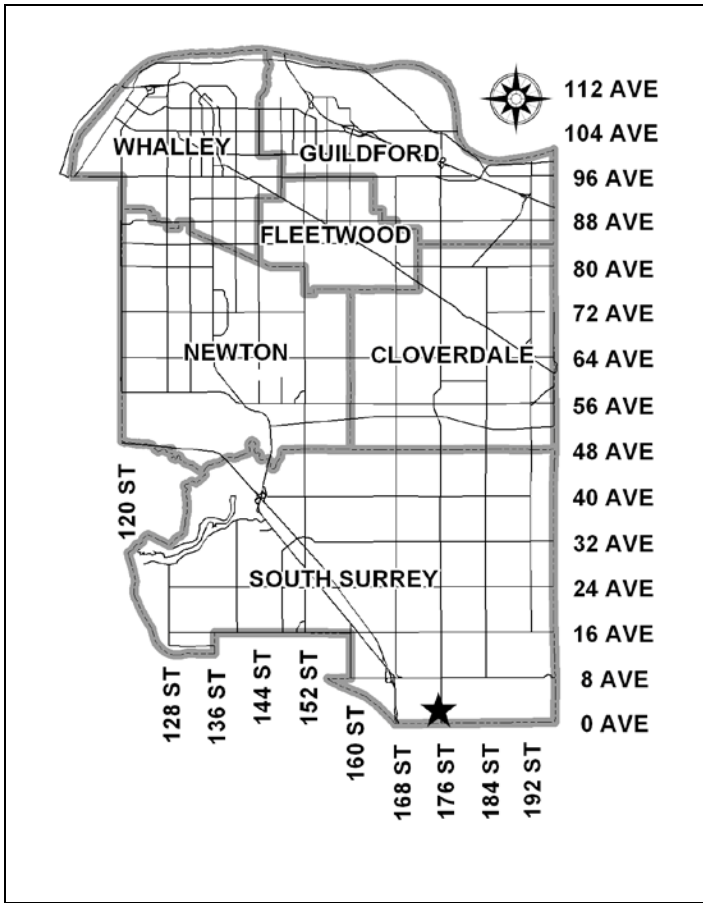 112 AVE
104 AVE
WHALLEY
GUILDFORD
96 AVE
88 AVE
FLEETWOOD
80 AVE
72 AVE
NEWTON
CLOVERDALE
64 AVE
56 AVE
48 AVE
120 ST
40 AVE
32 AVE
SOUTH SURREY
24 AVE
16 AVE
8 AVE
0 AVE
128 ST
136 ST
144 ST
152 ST
160 ST
168 ST
176 ST
184 ST
192 ST